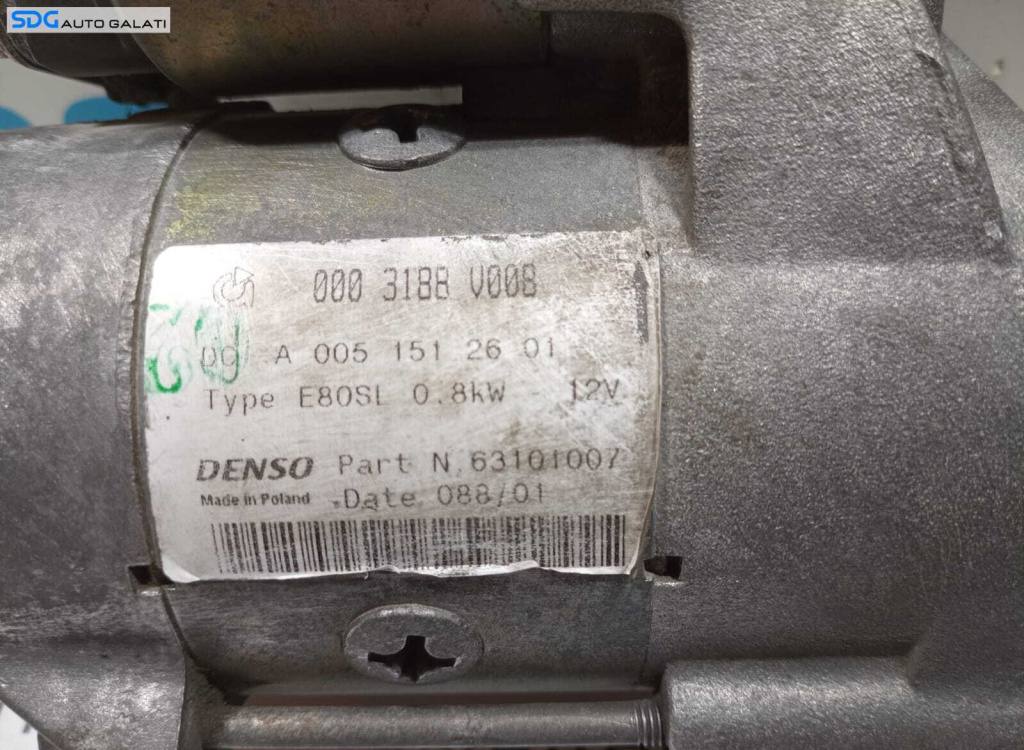 SDG AUTO GALATI
000 3188 V008
DC A 005 151 26 01
Type E80SL 0.8kW - 12V
DENSO Part N. 63101007
Made in Poland .Date 088/01